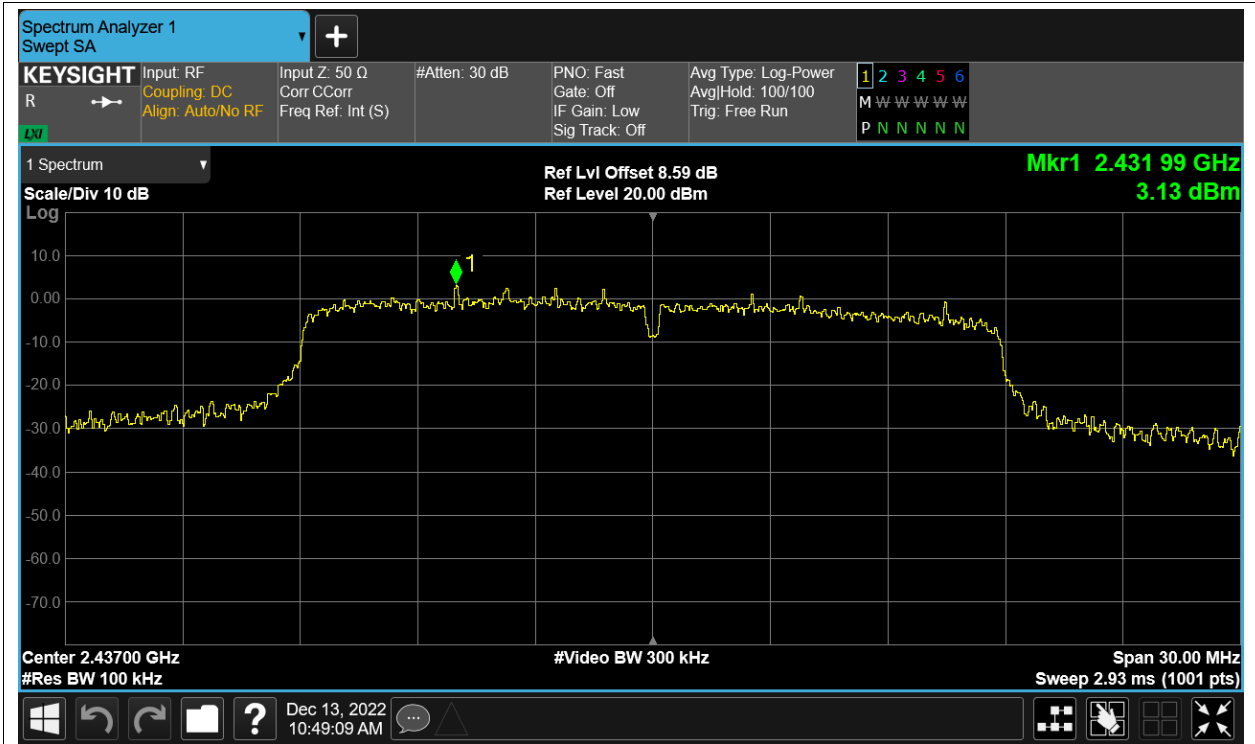 Spectrum Analyzer 1
Swept SA
▼
+
KEYSIGHT
R
LXI
Input: RF
Coupling: DC
Align: Auto/No RF
Input Z: 50 Ω
Corr CCorr
Freq Ref: Int (S)
#Atten: 30 dB
PNO: Fast
Gate: Off
IF Gain: Low
Sig Track: Off
Avg Type: Log-Power
Avg|Hold: 100/100
Trig: Free Run
1 2 3 4 5 6
M W W W W W
P N N N N N
1 Spectrum ▼
Scale/Div 10 dB
Log
Ref Lvl Offset 8.59 dB
Ref Level 20.00 dBm
Mkr1 2.431 99 GHz
3.13 dBm
1
10.0
0.00
-10.0
-20.0
-30.0
-40.0
-50.0
-60.0
-70.0
Center 2.43700 GHz
#Res BW 100 kHz
#Video BW 300 kHz
Span 30.00 MHz
Sweep 2.93 ms (1001 pts)
?
Dec 13, 2022
10:49:09 AM